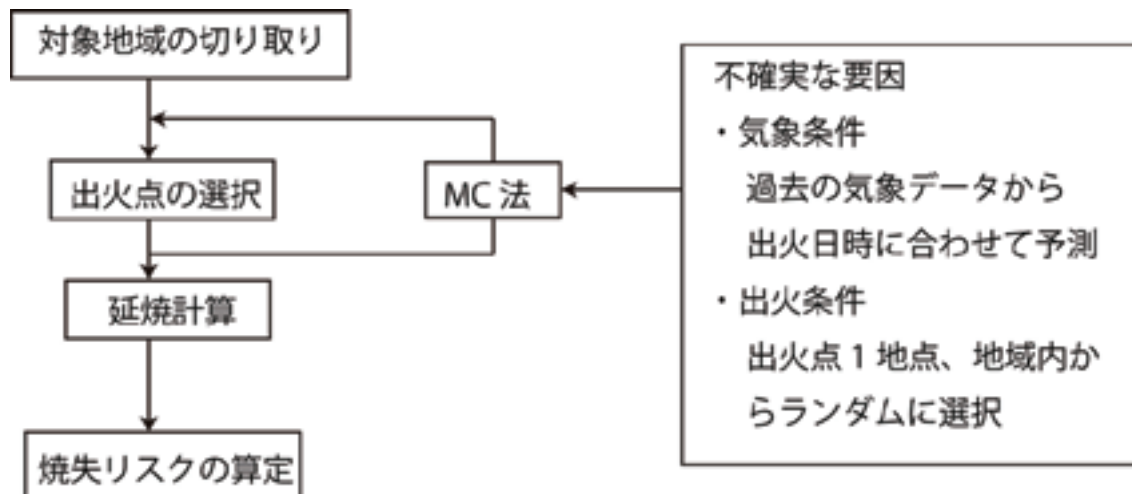 対象地域の切り取り
出火点の選択
MC 法
延焼計算
焼失リスクの算定
不確実な要因
・気象条件
過去の気象データから
出火日時に合わせて予測
・出火条件
出火点 1 地点、地域内か
らランダムに選択